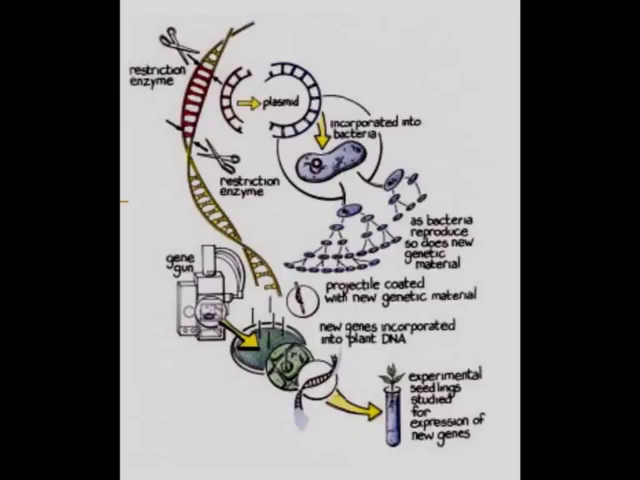 restriction
enzyme
plasmid
incorporated into
bacteria
restriction
enzyme
as bacteria
reproduce
so does new
genetic
material
gene
gun
projectile coated
with new genetic material
new genes incorporated
into plant DNA
experimental
seedlings
studied
for
expression of
new genes